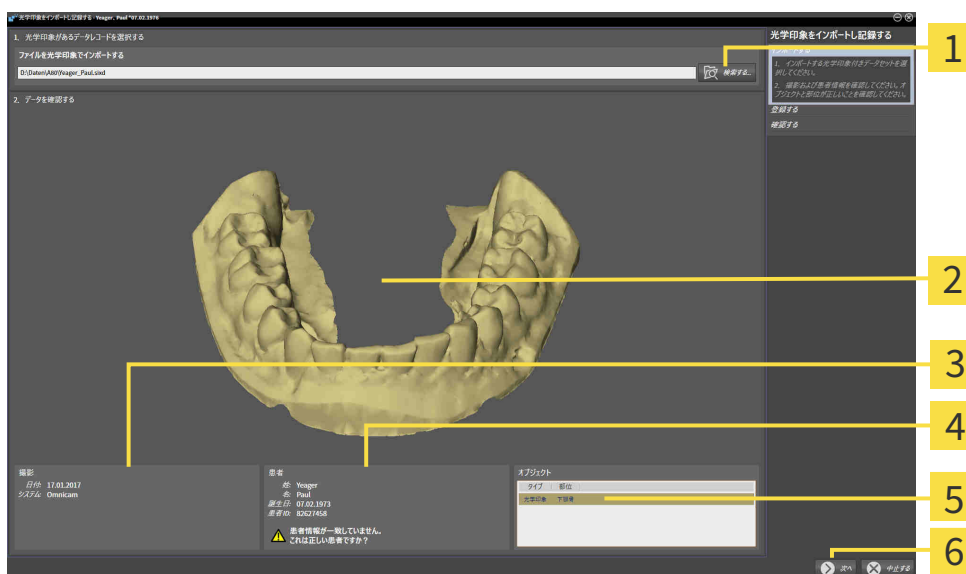 光学印象をインポートし記録する - Yeager, Paul *07.02.1976
1. 光学印象があるデータレコードを選択する
ファイルを光学印象でインポートする
D:\Daten\A80\Yeager_Paul.sixd
検索する...
2. データを確認する
撮影
日付: 17.01.2017
システム: Omnicam
患者
姓: Yeager
名: Paul
誕生日: 07.02.1973
患者ID: 82627458
患者情報が一致していません。
これは正しい患者ですか？
オブジェクト
タイプ 部位
光学印象 下顎骨
光学印象をインポートし記録する
インポートする
1. インポートする光学印象付きデータセットを選
択してください。
2. 撮影および患者情報を確認してください。オ
ブジェクトと部位が正しいことを確認してください。
登録する
確認する
次へ
中止する
1
2
3
4
5
6